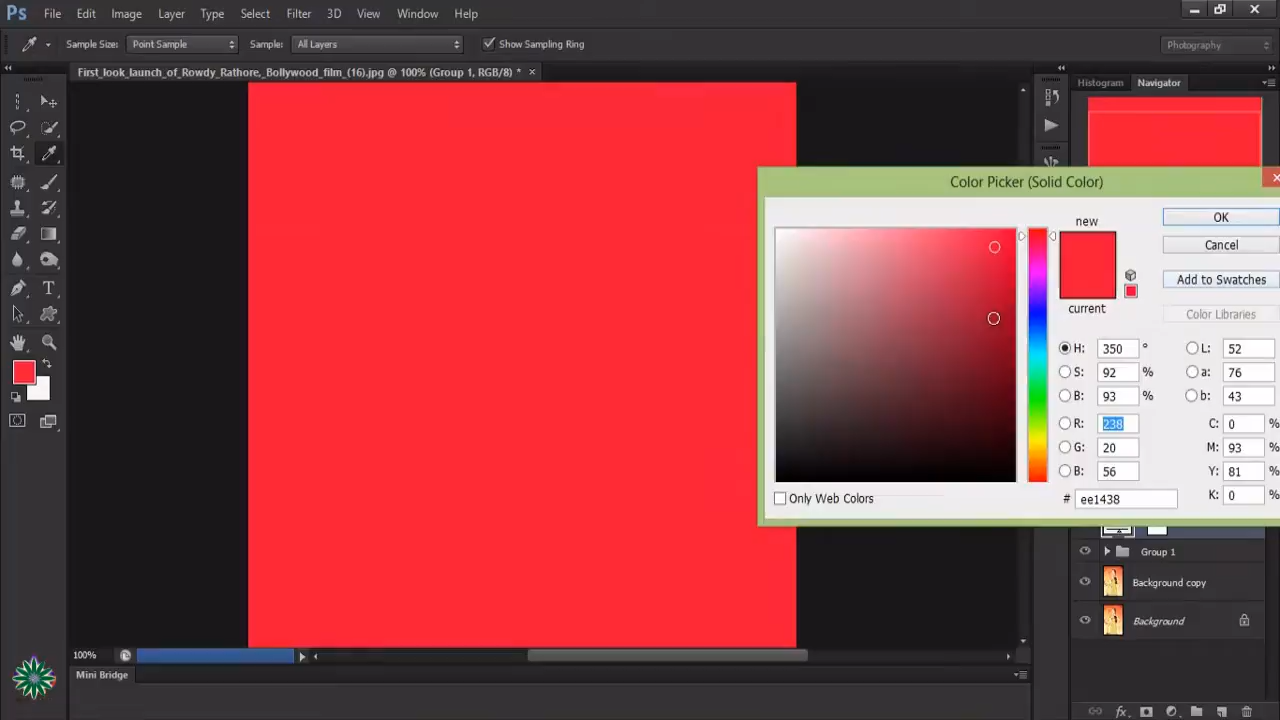 Ps File Edit Image Layer Type Select Filter 3D View Window Help
Sample Size: Point Sample Sample: All Layers Show Sampling Ring Photography
First_look_launch_of_Rowdy_Rathore,_Bollywood_film_(16).jpg @ 100% (Group 1, RGB/8) *
Histogram Navigator
Color Picker (Solid Color)
new
current
OK
Cancel
Add to Swatches
Color Libraries
H: 350 °
S: 92 %
B: 93 %
R: 238
G: 20
B: 56
# ee1438
L: 52
a: 76
b: 43
C: 0 %
M: 93 %
Y: 81 %
K: 0 %
Only Web Colors
Group 1
Background copy
Background
100%
Mini Bridge